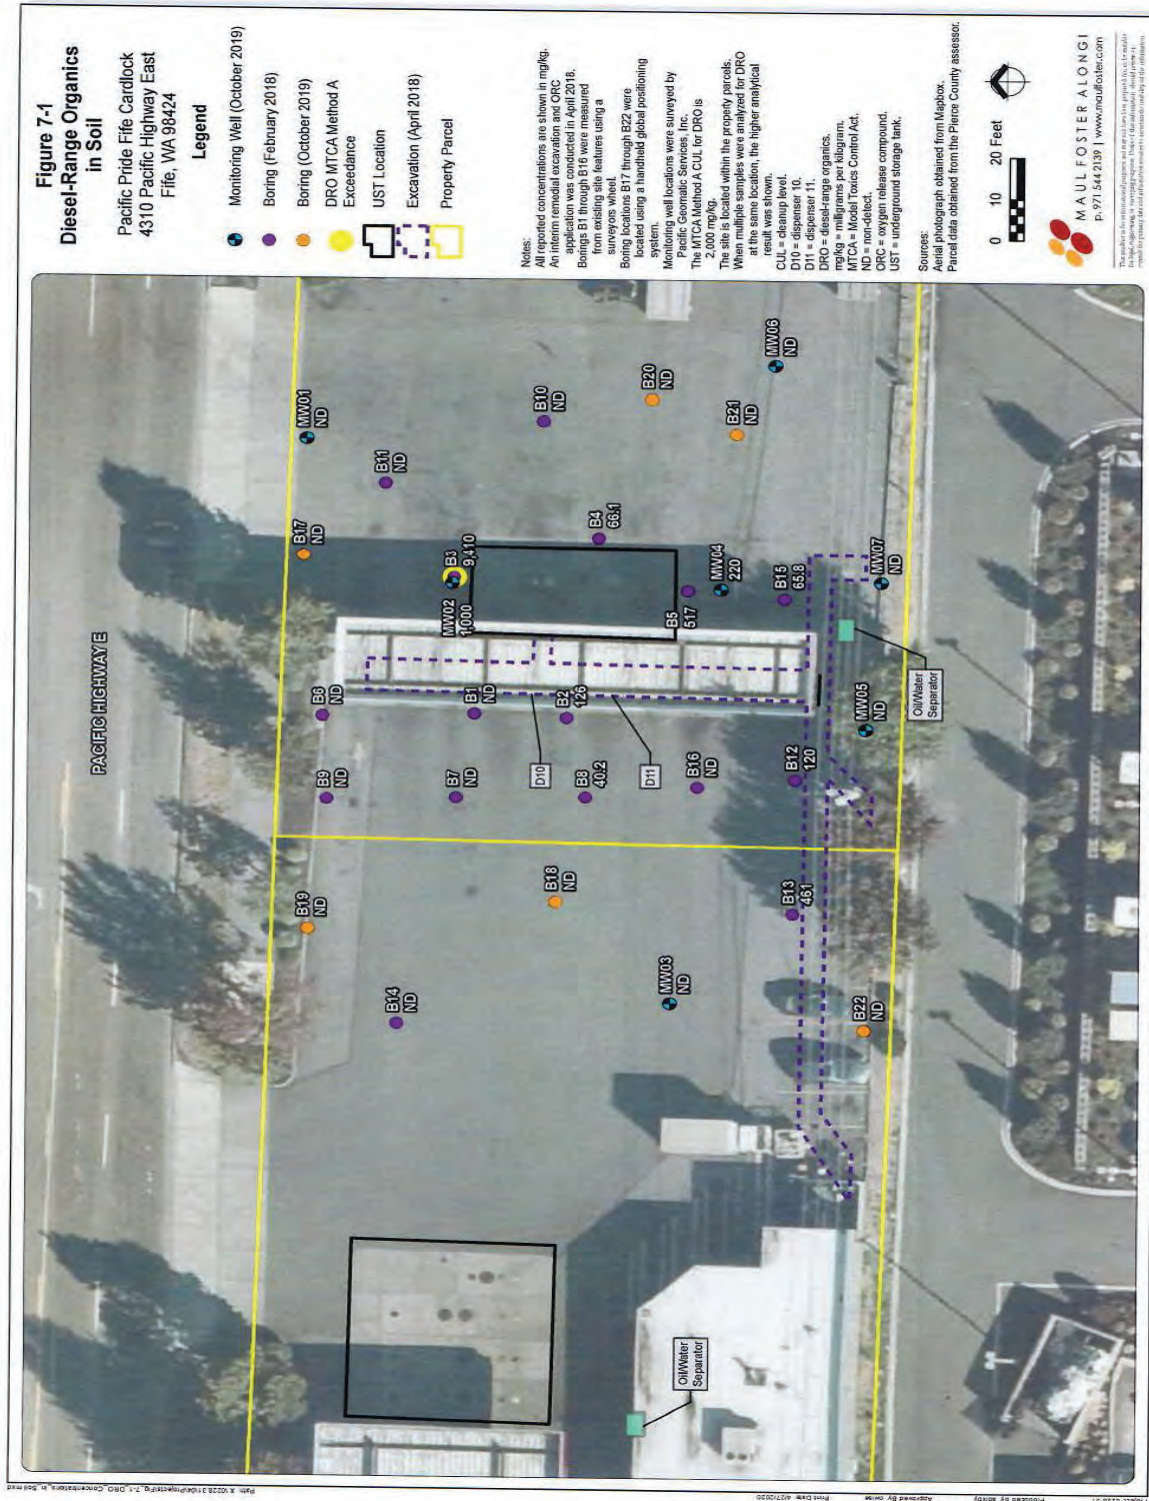 Figure 7-1
Diesel-Range Organics
in Soil
Pacific Pride Fife Cardlock
4310 Pacific Highway East
Fife, WA 98424
Legend
Monitoring Well (October 2019)
Boring (February 2018)
Boring (October 2019)
DRO MTCA Method A
Exceedance
UST Location
Excavation (April 2018)
Property Parcel
Notes:
All reported concentrations are shown in mg/kg.
An interim remedial excavation and ORC
application was conducted in April 2018.
Borings B1 through B16 were measured
from existing site features using a
surveyors wheel.
Boring locations B17 through B22 were
located using a handheld global positioning
system.
Monitoring well locations were surveyed by
Pacific Geomatic Services, Inc.
The MTCA Method A CUL for DRO is
2,000 mg/kg.
The site is located within the property parcels.
When multiple samples were analyzed for DRO
at the same location, the higher analytical
result was shown.
CUL = cleanup level.
D10 = dispenser 10.
D11 = dispenser 11.
DRO = diesel-range organics.
mg/kg = milligrams per kilogram.
MTCA = Model Toxics Control Act.
ND = non-detect.
ORC = oxygen release compound.
UST = underground storage tank.
Sources:
Aerial photograph obtained from Mapbox.
Parcel data obtained from the Pierce County assessor.
0 10 20 Feet
MAUL FOSTER ALONGI
p. 971 544 2139 | www.maulfoster.com
PACIFIC HIGHWAY E
MW01
ND
B17
ND
B6
ND
B9
ND
B19
ND
B11
ND
B14
ND
MW02
1,000
B3
9,410
B1
ND
B7
ND
B10
ND
B4
66.1
B2
126
B8
40.2
B18
ND
D10
D11
B20
ND
B5
517
B16
ND
MW03
ND
B21
ND
MW04
220
MW06
ND
B15
65.8
B12
120
B13
461
MW07
ND
MW05
ND
B22
ND
Oil/Water
Separator
Oil/Water
Separator
Print Date: 4/27/2020